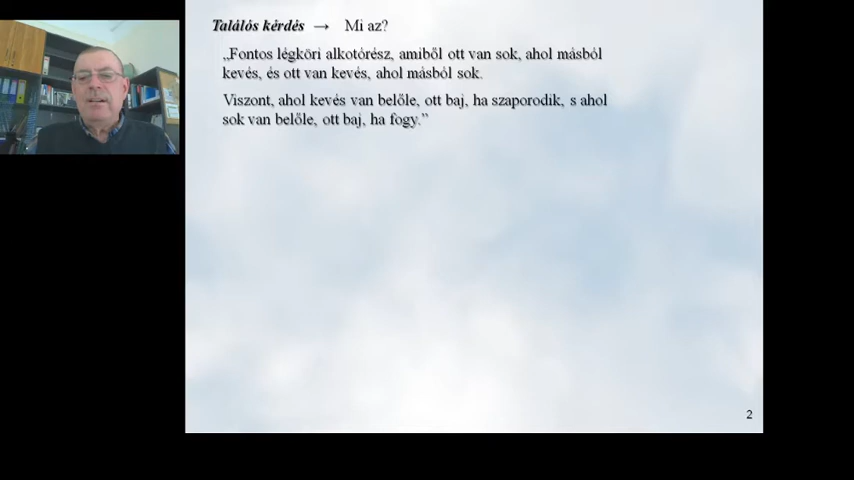 Találós kérdés → Mi az?
„Fontos légköri alkotórész, amiből ott van sok, ahol másból
kevés, és ott van kevés, ahol másból sok.
Viszont, ahol kevés van belőle, ott baj, ha szaporodik, s ahol
sok van belőle, ott baj, ha fogy.”
2